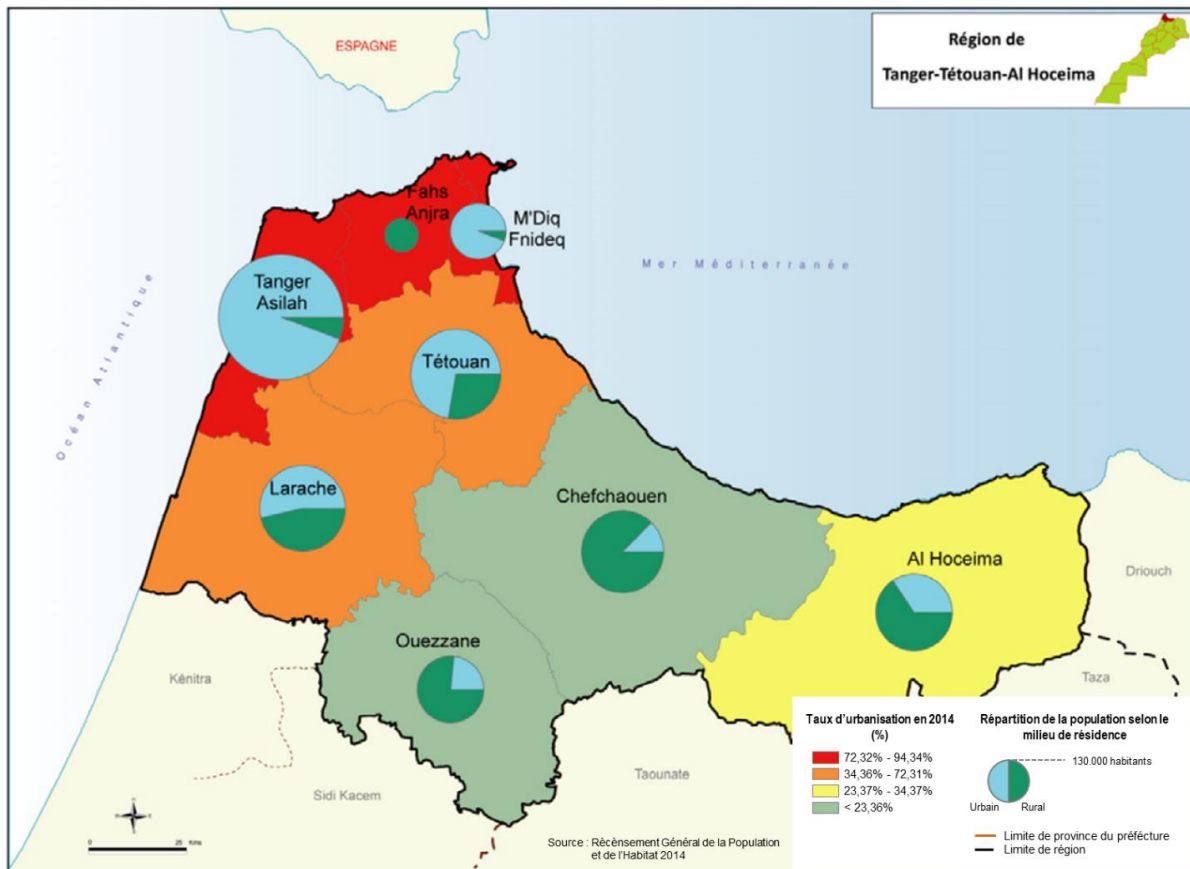 ESPAGNE
Région de
Tanger-Tétouan-Al Hoceima
Fahs
Anjra
M'Diq
Fnideq
Tanger
Asilah
Mer Méditerranée
Océan Atlantique
Tétouan
Larache
Chefchaouen
Al Hoceima
Driouch
Ouezzane
Kénitra
Taza
Taounate
Sidi Kacem
Taux d'urbanisation en 2014
(%)
72,32% - 94,34%
34,36% - 72,31%
23,37% - 34,37%
< 23,36%
Répartition de la population selon le
milieu de résidence
130.000 habitants
Urbain
Rural
Limite de province du préfécture
Limite de région
0 25 Kms
Source : Rècènsement Général de la Population
et de l'Habitat 2014